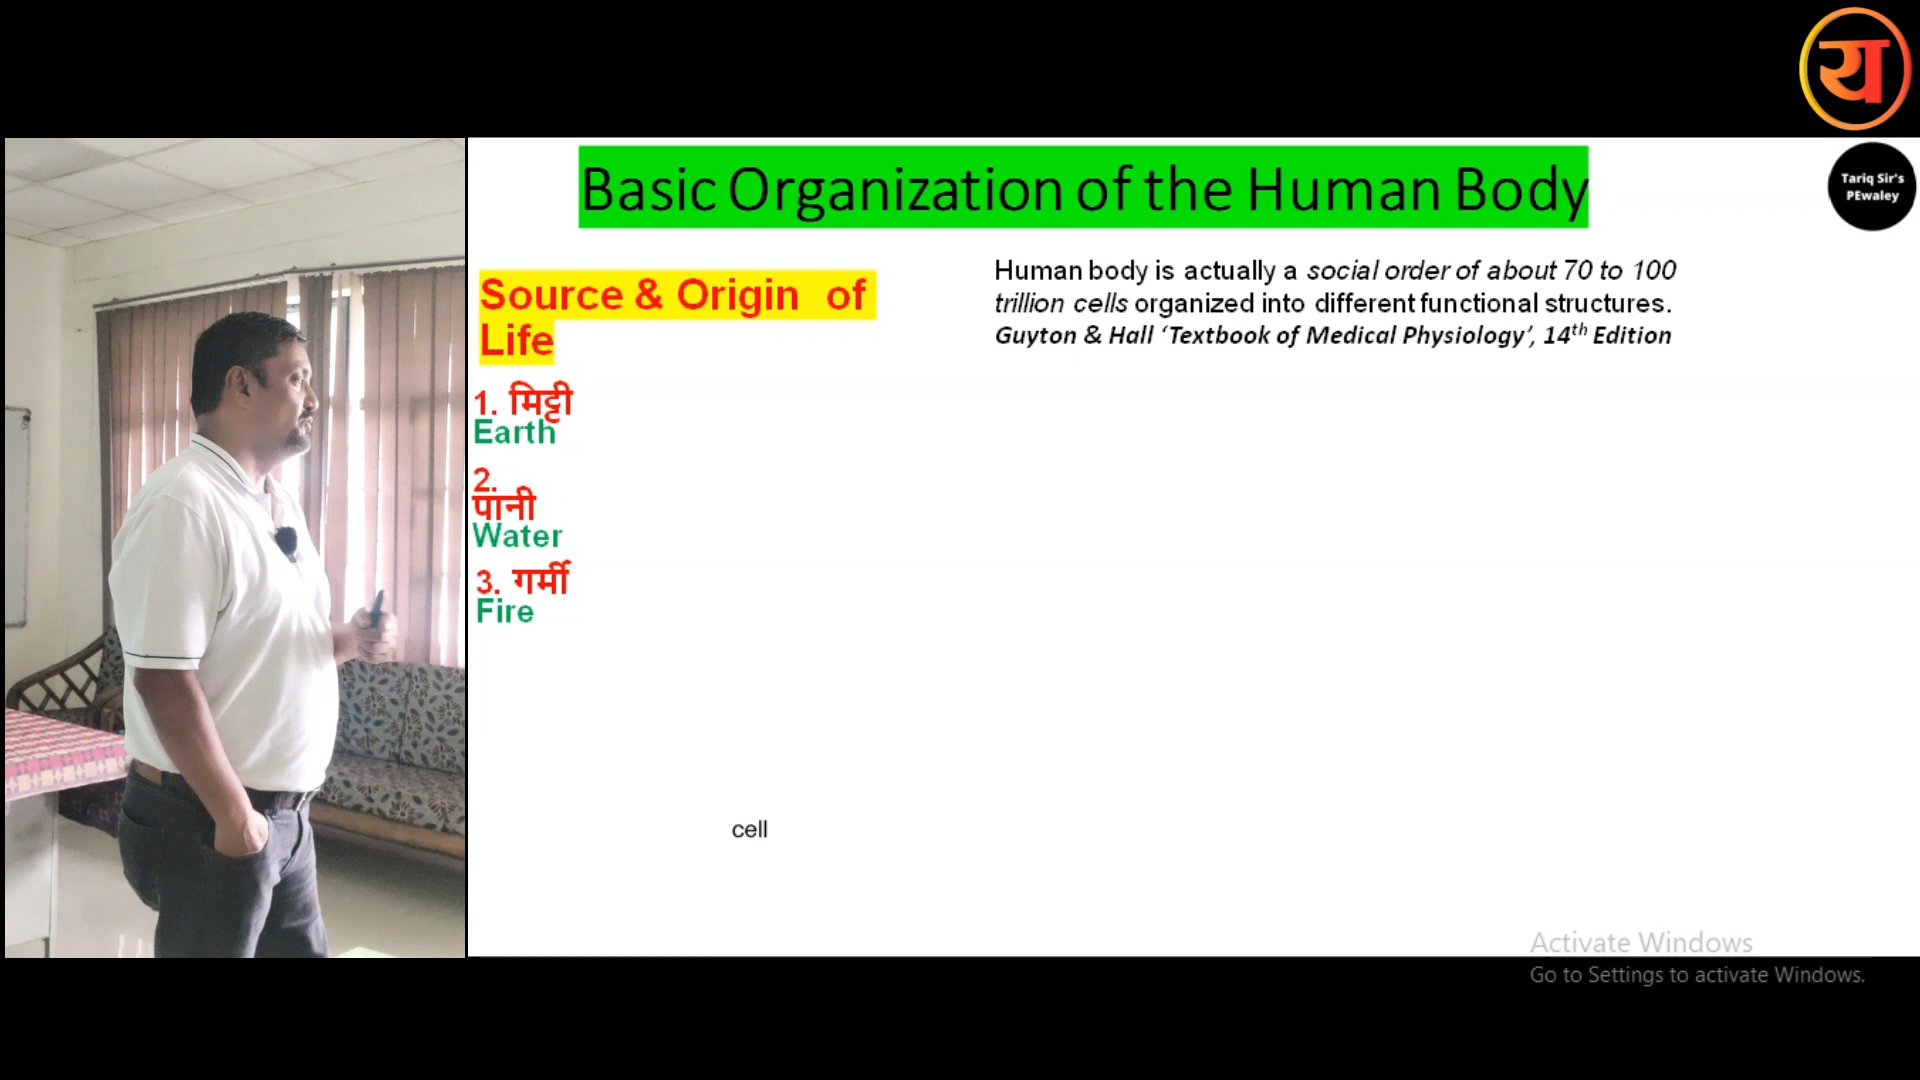 य
Tariq Sir's
PEwaley
Basic Organization of the Human Body
Source & Origin of
Life
Human body is actually a social order of about 70 to 100
trillion cells organized into different functional structures.
Guyton & Hall ‘Textbook of Medical Physiology’, 14th Edition
1. मिट्टी
Earth
2.
पानी
Water
3. गर्मी
Fire
cell
Activate Windows
Go to Settings to activate Windows.